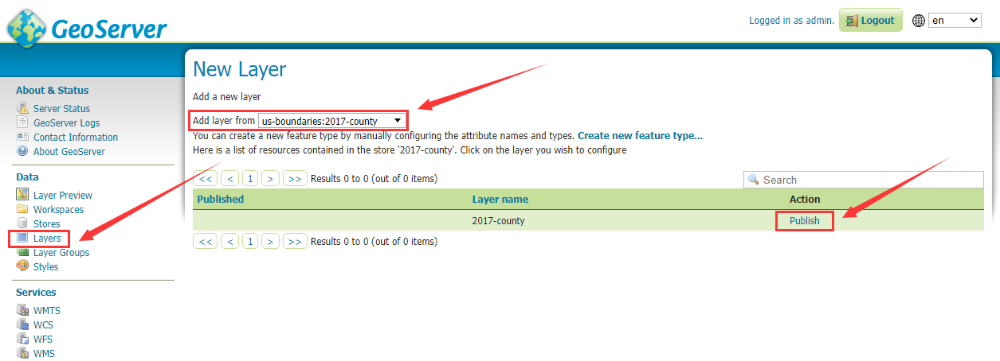 GeoServer
Logged in as admin. Logout en
About & Status
Server Status
GeoServer Logs
Contact Information
About GeoServer
Data
Layer Preview
Workspaces
Stores
Layers
Layer Groups
Styles
Services
WMTS
WCS
WFS
WMS
New Layer
Add a new layer
Add layer from us-boundaries:2017-county
You can create a new feature type by manually configuring the attribute names and types. Create new feature type...
Here is a list of resources contained in the store '2017-county'. Click on the layer you wish to configure
<< < 1 > >> Results 0 to 0 (out of 0 items) Search
Published Layer name Action
2017-county Publish
<< < 1 > >> Results 0 to 0 (out of 0 items)